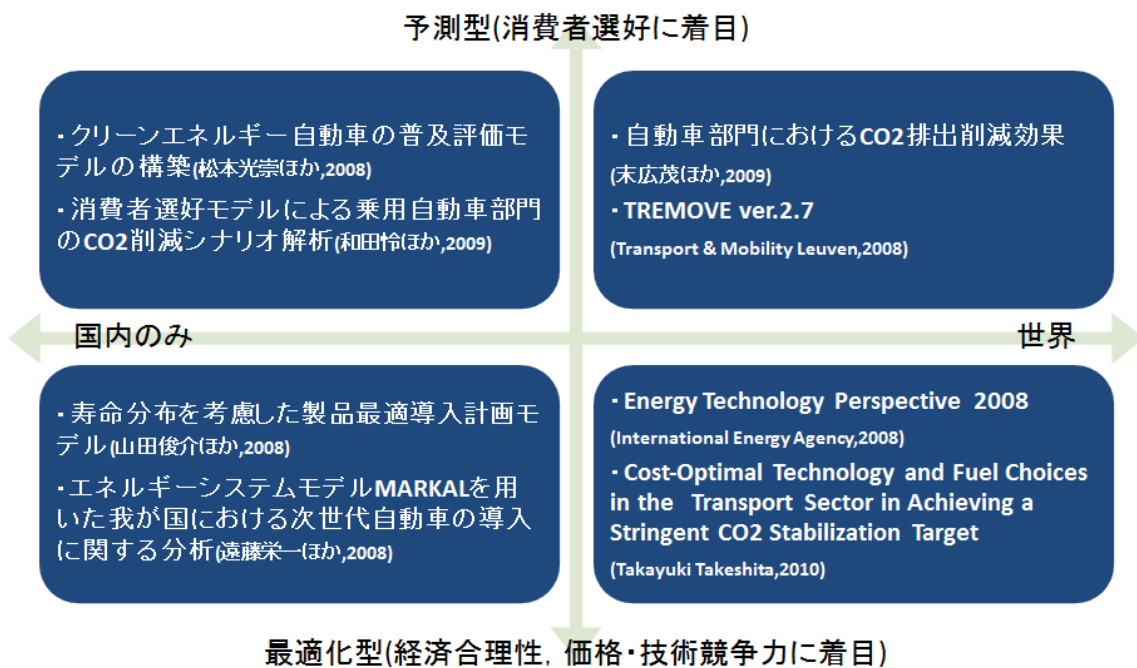 予測型(消費者選好に着目)
・クリーンエネルギー自動車の普及評価モ
デルの構築(松本光崇ほか,2008)
・消費者選好モデルによる乗用自動車部門
のCO2削減シナリオ解析(和田怜ほか,2009)
・自動車部門におけるCO2排出削減効果
(末広茂ほか,2009)
・TREMOVE ver.2.7
(Transport & Mobility Leuven,2008)
国内のみ
世界
・寿命分布を考慮した製品最適導入計画モ
デル(山田俊介ほか,2008)
・エネルギーシステムモデルMARKALを用
いた我が国における次世代自動車の導入
に関する分析(遠藤栄一ほか,2008)
・Energy Technology Perspective 2008
(International Energy Agency,2008)
・Cost-Optimal Technology and Fuel Choices
in the Transport Sector in Achieving a
Stringent CO2 Stabilization Target
(Takayuki Takeshita,2010)
最適化型(経済合理性, 価格・技術競争力に着目)